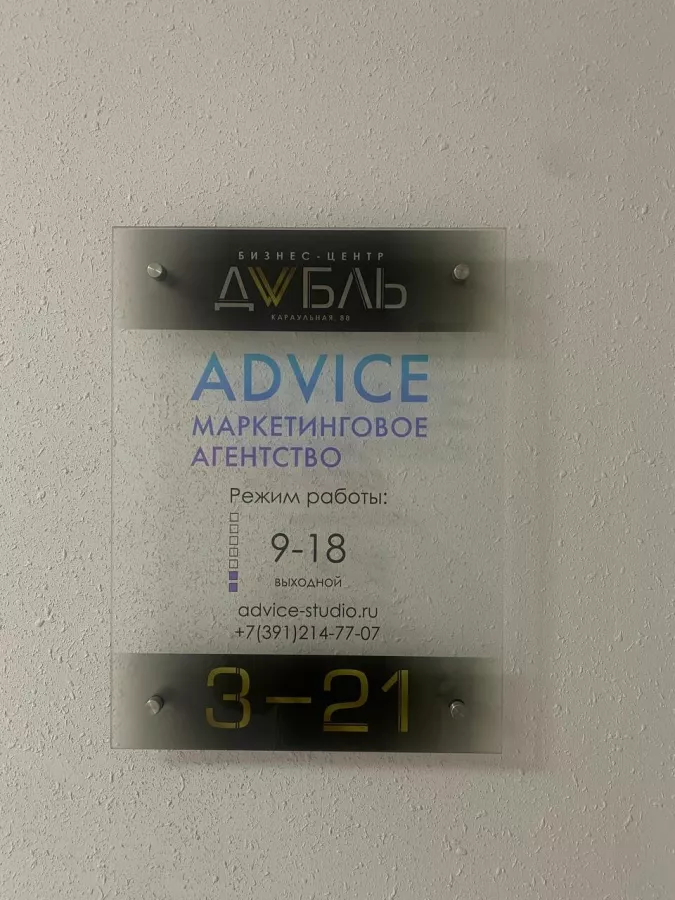 БИЗНЕС-ЦЕНТР
ДУБЛЬ
КАРАУЛЬНАЯ, 88
ADVICE
МАРКЕТИНГОВОЕ
АГЕНТСТВО
Режим работы:
9-18
выходной
advice-studio.ru
+7(391)214-77-07
3-21